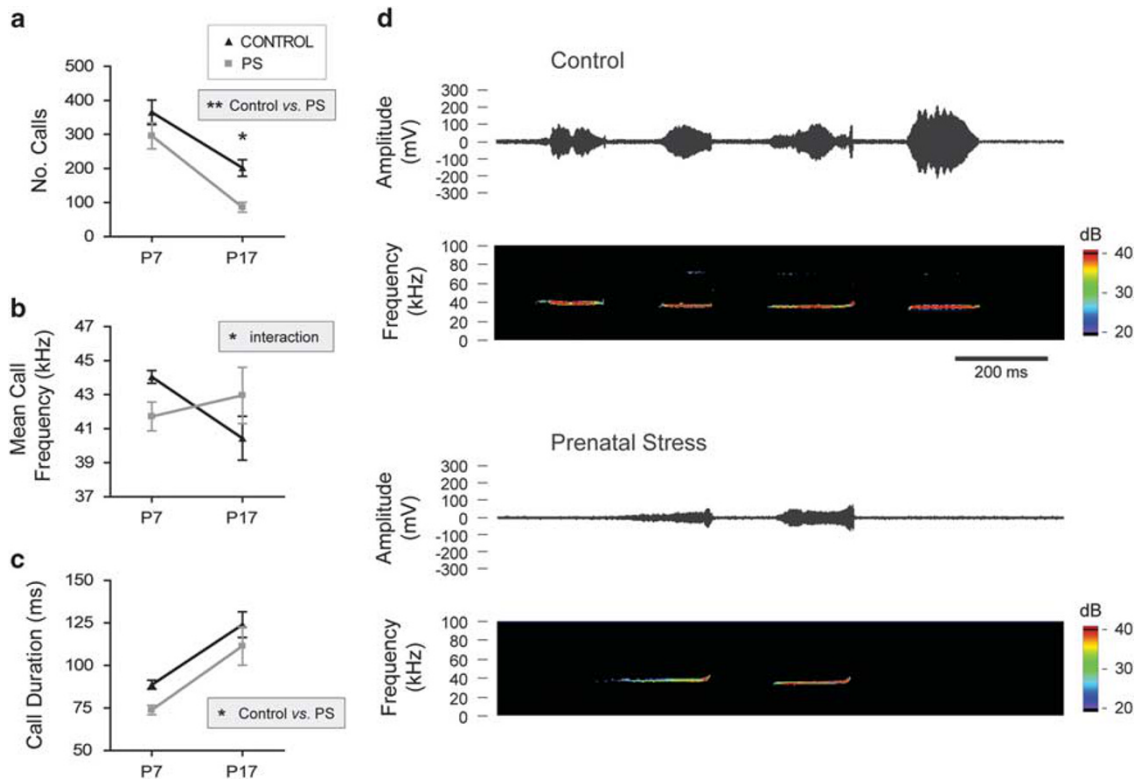 a
CONTROL
PS
** Control vs. PS
*
No. Calls
500
400
300
200
100
0
P7 P17
b
* interaction
Mean Call
Frequency (kHz)
47
45
43
41
39
37
P7 P17
c
Call Duration (ms)
150
125
100
75
50
* Control vs. PS
P7 P17
d
Control
Amplitude
(mV)
300
200
100
0
-100
-200
-300
Frequency
(kHz)
100
80
60
40
20
0
dB
40
30
20
200 ms
Prenatal Stress
Amplitude
(mV)
300
200
100
0
-100
-200
-300
Frequency
(kHz)
100
80
60
40
20
0
dB
40
30
20